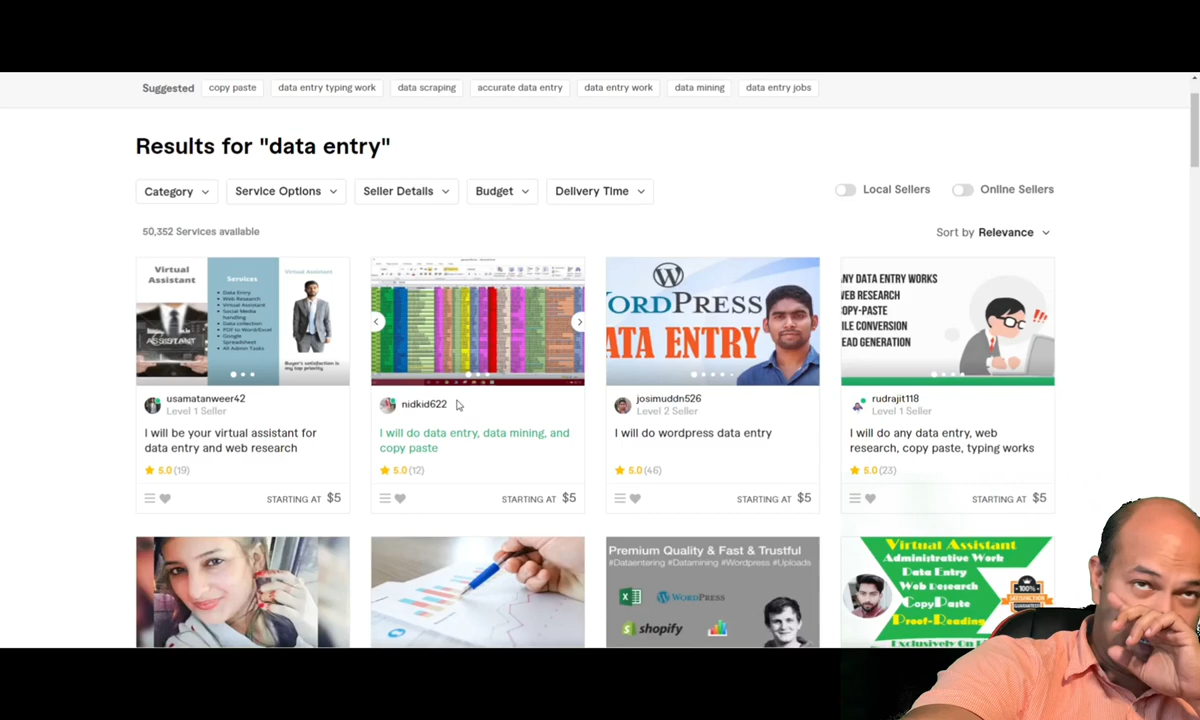 Suggested
copy paste
data entry typing work
data scraping
accurate data entry
data entry work
data mining
data entry jobs
Results for "data entry"
Category
Service Options
Seller Details
Budget
Delivery Time
Local Sellers
Online Sellers
50,352 Services available
Sort by Relevance
Virtual
Assistant
ASSISTANT
Services
Data Entry
Web Research
Virtual Assistant
Social Media
handling
Data collection
PDF to Word/Excel
Google
Spreadsheet
All Admin Tasks
Virtual Assistant
Buyer's satisfaction is
my top priority
ORDPRESS
ATA ENTRY
NY DATA ENTRY WORKS
EB RESEARCH
OPY-PASTE
ILE CONVERSION
EAD GENERATION
usamatanweer42
Level 1 Seller
I will be your virtual assistant for
data entry and web research
5.0 (19)
STARTING AT $5
nidkid622
I will do data entry, data mining, and
copy paste
5.0 (12)
STARTING AT $5
josimuddn526
Level 2 Seller
I will do wordpress data entry
5.0 (46)
STARTING AT $5
rudrajit118
Level 1 Seller
I will do any data entry, web
research, copy paste, typing works
5.0 (23)
STARTING AT $5
Premium Quality & Fast & Trustful
#Dataentering #Datamining #Wordpress #Uploads
WORDPRESS
shopify
Virtual Assistant
Administrative Work
Data Entry
Web Research
CopyPaste
Proof-Reading
100%
SATISFACTION